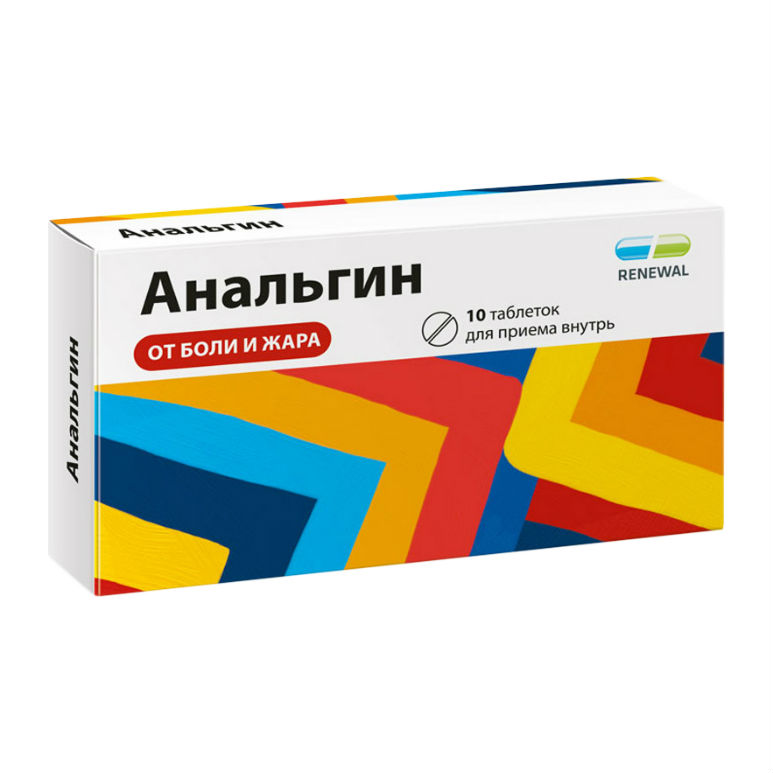 Анальгин
Анальгин
Анальгин
ОТ БОЛИ И ЖАРА
10 таблеток
для приема внутрь
RENEWAL